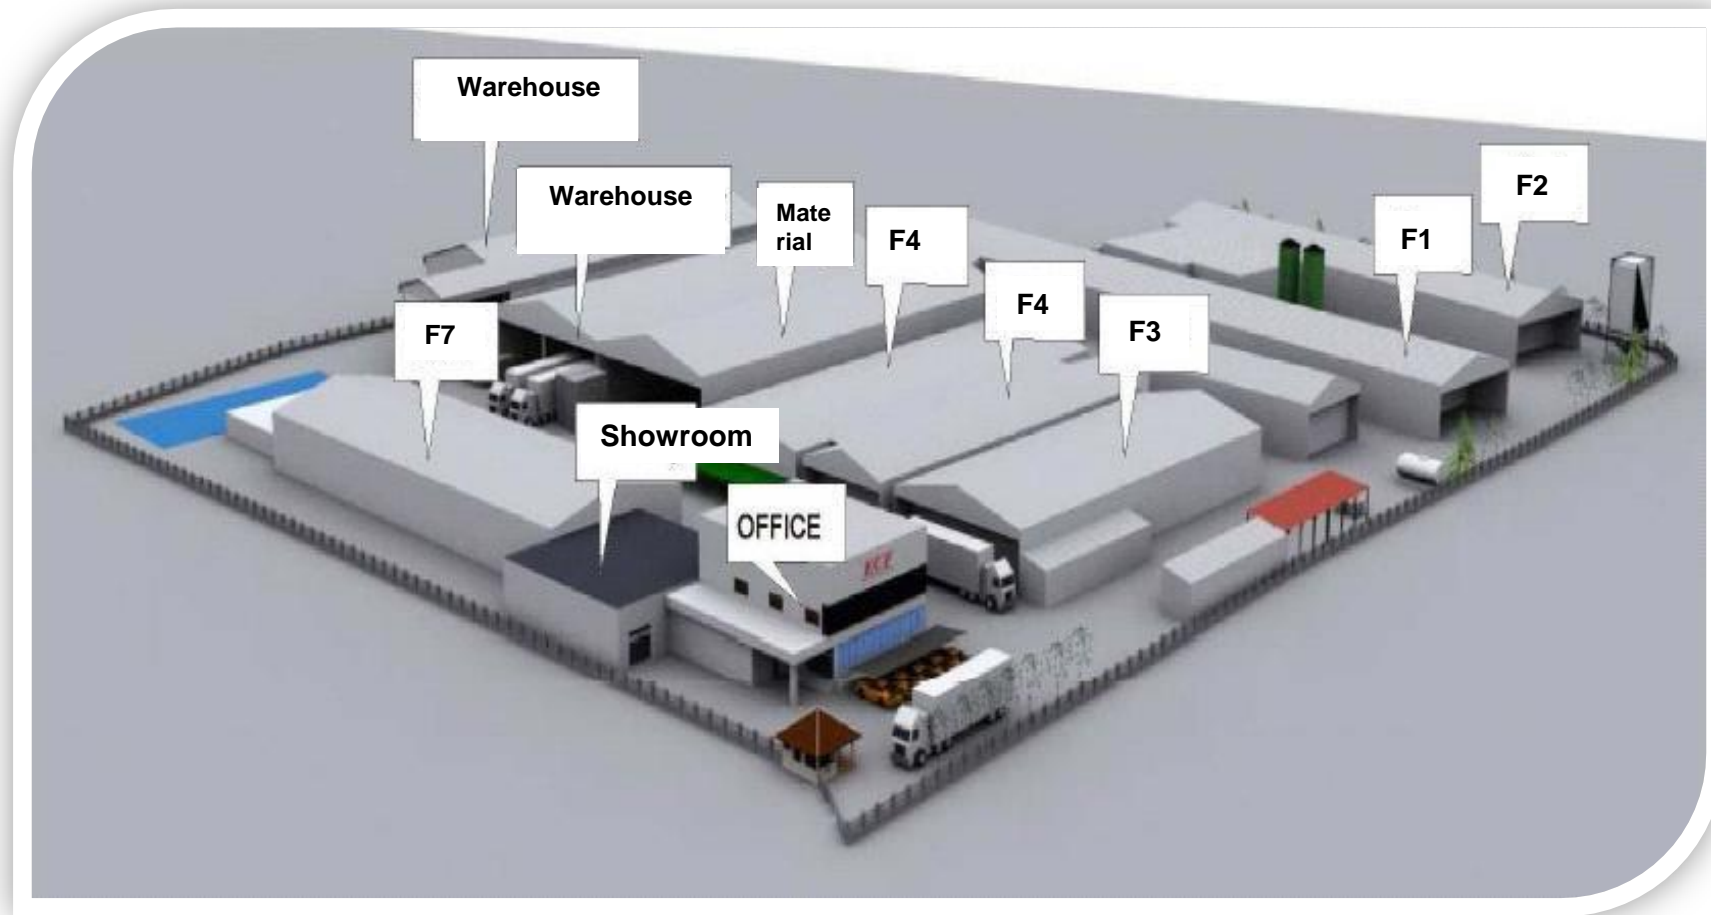 Warehouse
Warehouse
Mate
rial
F4
F2
F1
F7
F4
F3
Showroom
OFFICE